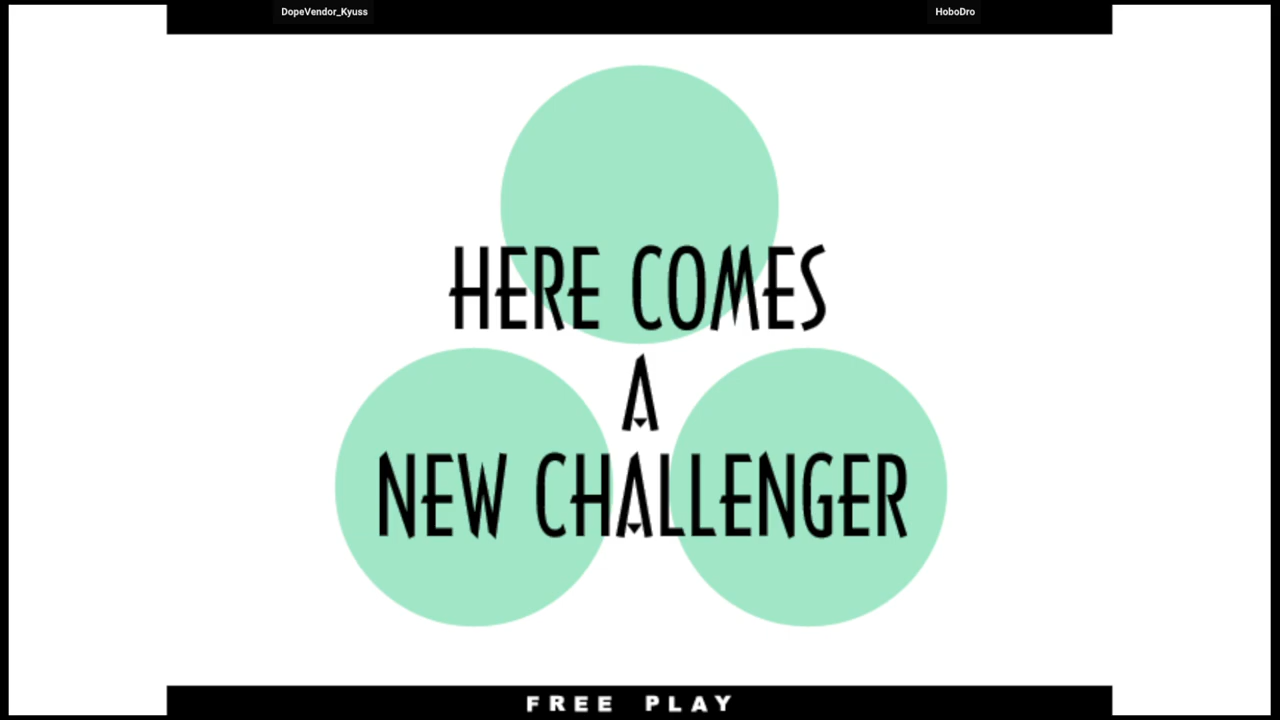 DopeVendor_Kyuss HoboDro
HERE COMES
A
NEW CHALLENGER
FREE PLAY